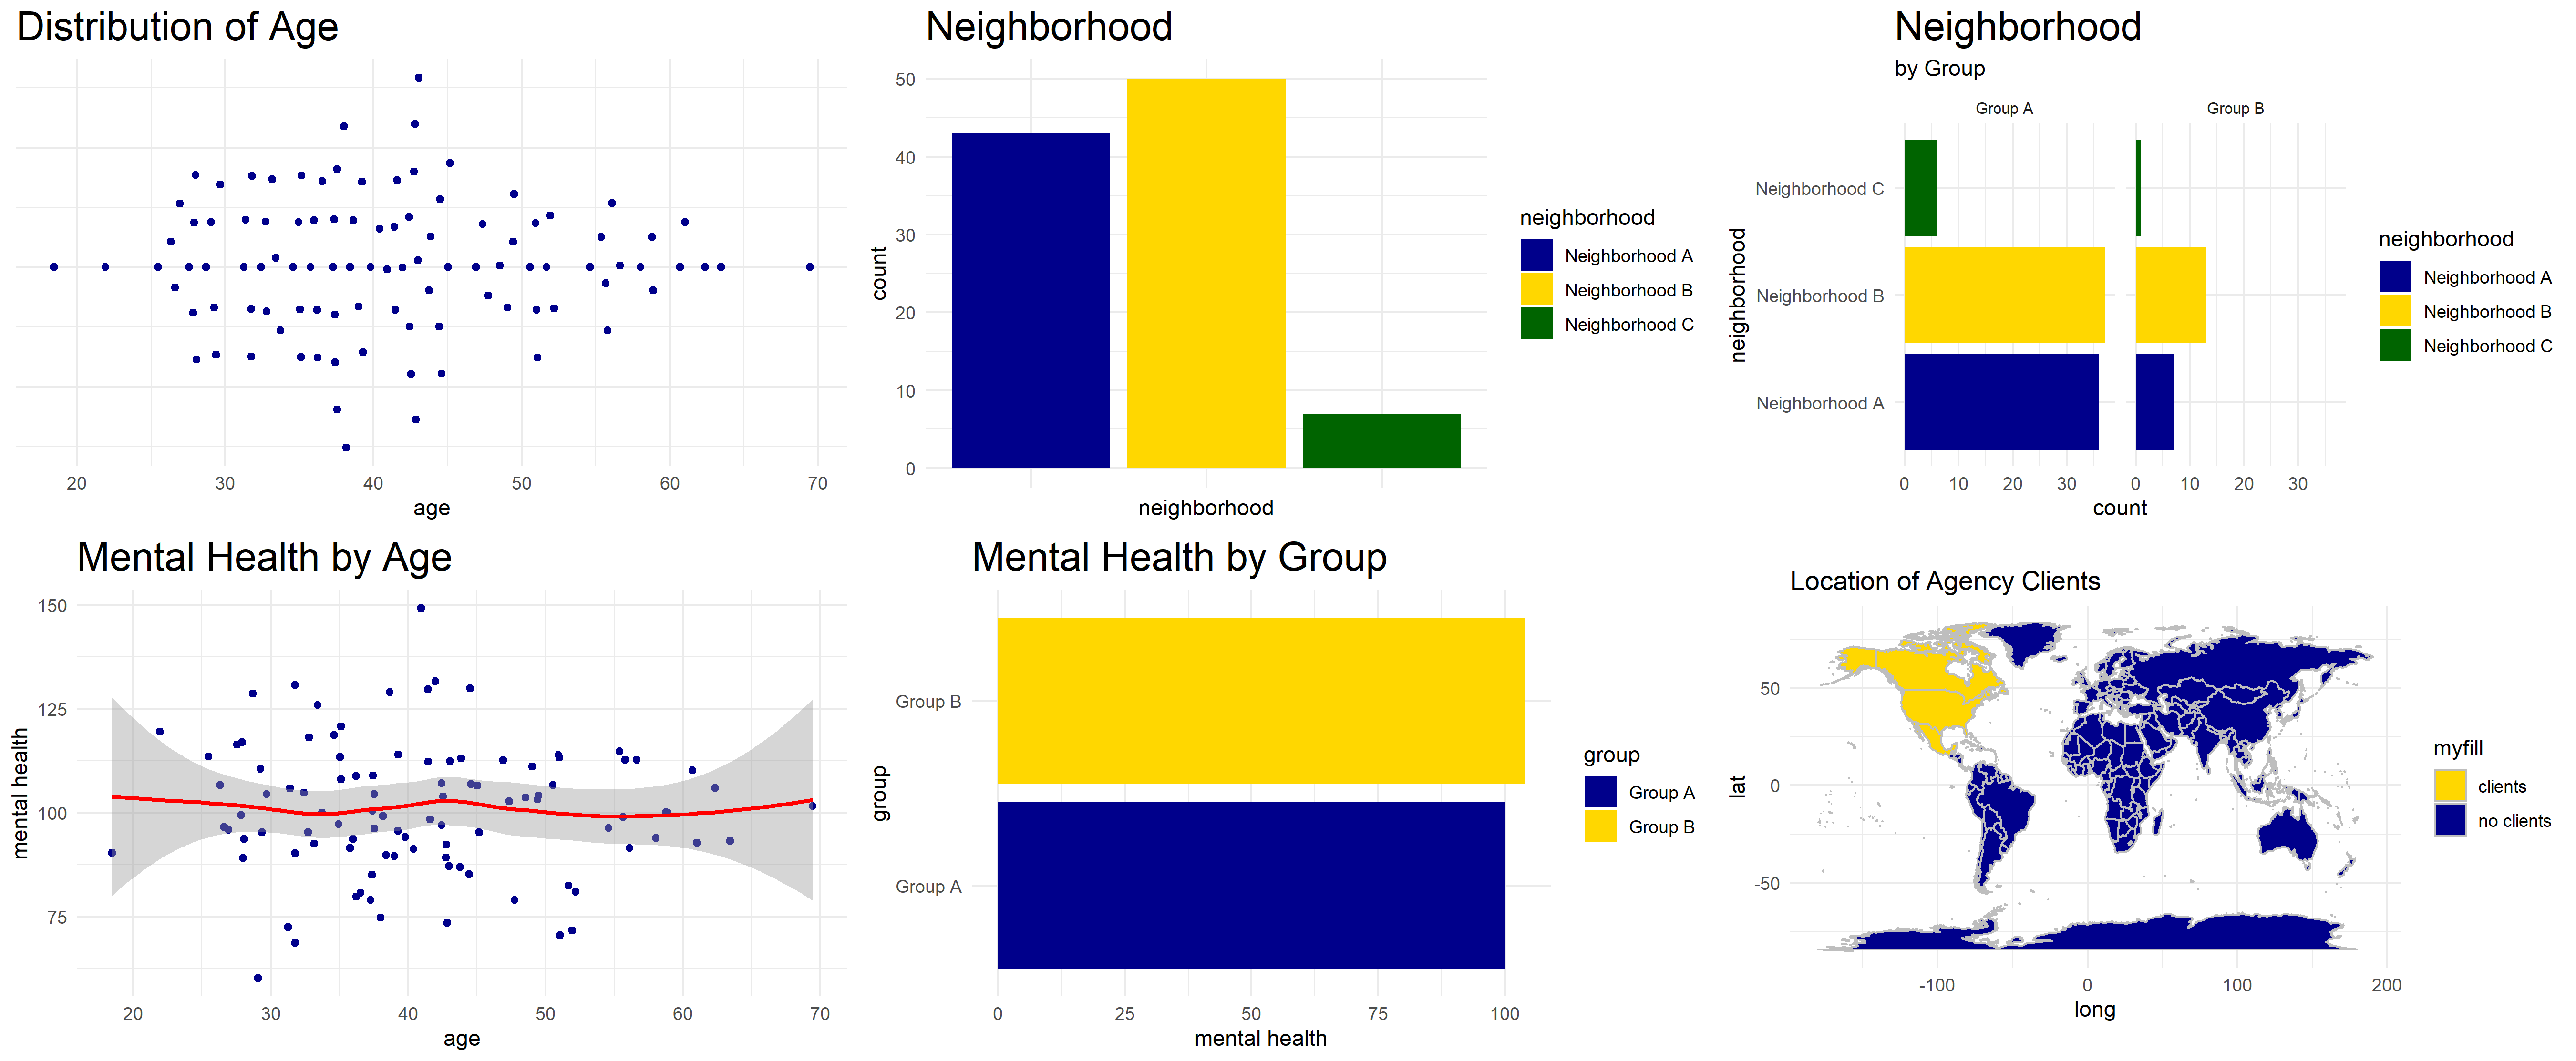 Distribution of Age
20 30 40 50 60 70
age
Neighborhood
50
40
30
20
10
0
count
neighborhood
neighborhood
Neighborhood A
Neighborhood B
Neighborhood C
Neighborhood
by Group
Group A Group B
Neighborhood C
Neighborhood B
Neighborhood A
neighborhood
0 10 20 30 0 10 20 30
count
neighborhood
Neighborhood A
Neighborhood B
Neighborhood C
Mental Health by Age
150
125
100
75
mental health
20 30 40 50 60 70
age
Mental Health by Group
Group B
Group A
group
0 25 50 75 100
mental health
group
Group A
Group B
Location of Agency Clients
50
0
-50
lat
-100 0 100 200
long
myfill
clients
no clients